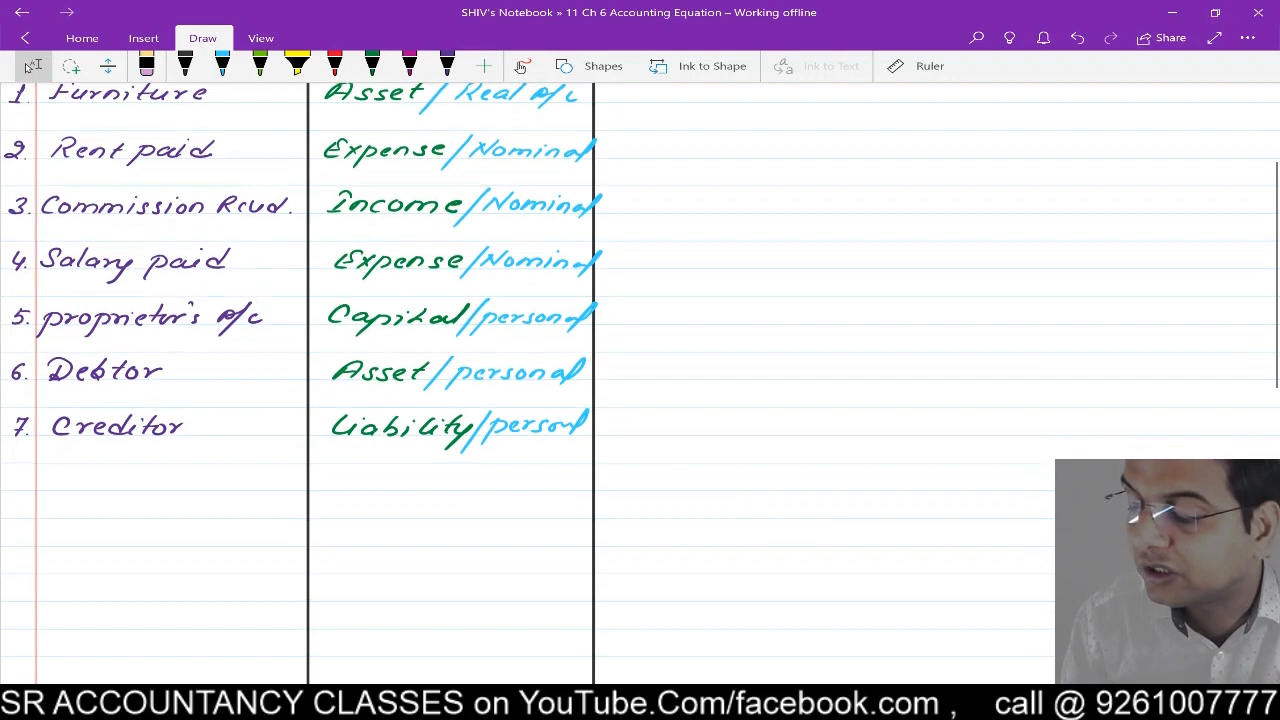 SHIV's Notebook » 11 Ch 6 Accounting Equation – Working offline
Home Insert Draw View Share
Shapes Ink to Shape Ink to Text Ruler
1. Furniture Asset / Real A/c
2. Rent paid Expense / Nominal
3. Commission Rcvd. Income / Nominal
4. Salary paid Expense / Nominal
5. proprietor's A/c Capital / personal
6. Debtor Asset / personal
7. Creditor Liability / personl
SR ACCOUNTANCY CLASSES on YouTube.Com/facebook.com , call @ 9261007777